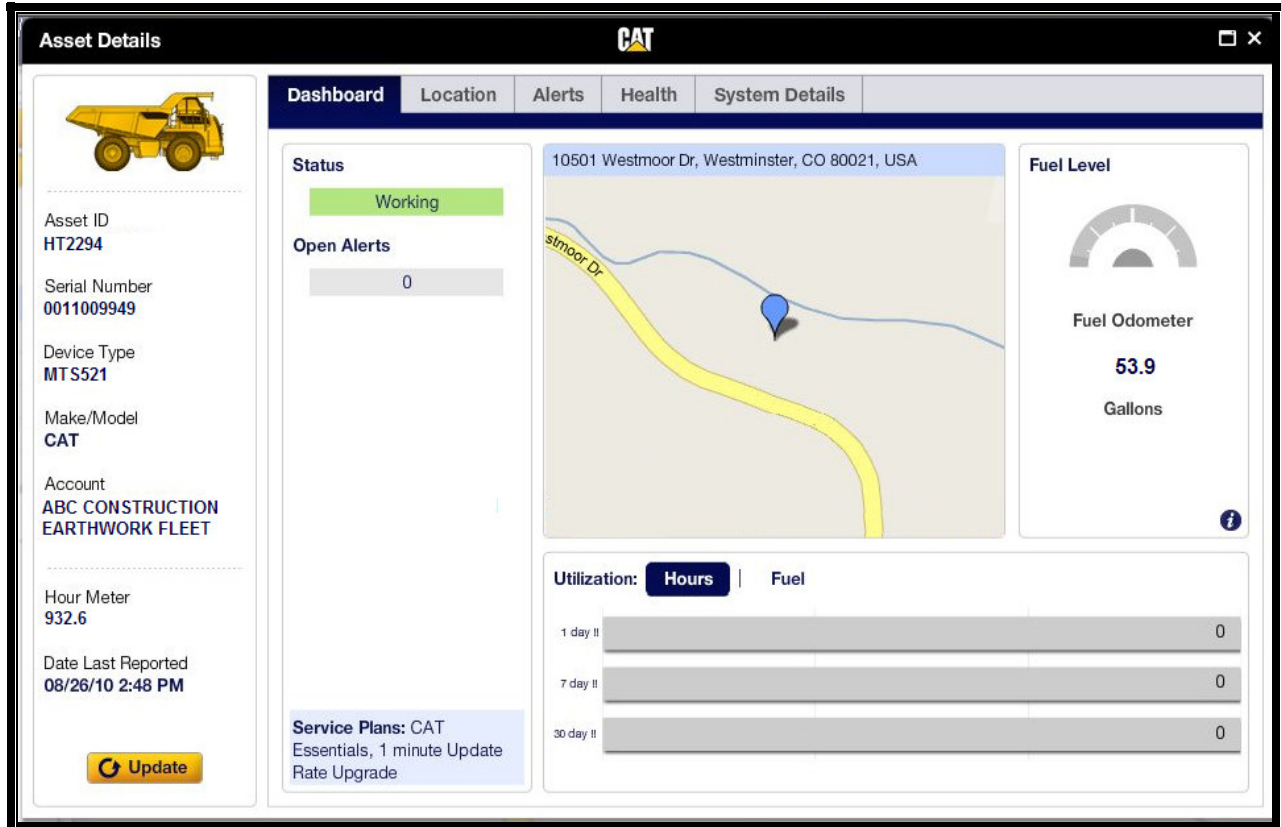 Asset Details
CAT
Dashboard
Location
Alerts
Health
System Details
Asset ID
HT2294
Serial Number
0011009949
Device Type
MTS521
Make/Model
CAT
Account
ABC CONSTRUCTION
EARTHWORK FLEET
Hour Meter
932.6
Date Last Reported
08/26/10 2:48 PM
Update
Status
Working
Open Alerts
0
Service Plans: CAT
Essentials, 1 minute Update
Rate Upgrade
10501 Westmoor Dr, Westminster, CO 80021, USA
stmoor Dr
Fuel Level
Fuel Odometer
53.9
Gallons
i
Utilization: Hours | Fuel
1 day !! 0
7 day !! 0
30 day !! 0